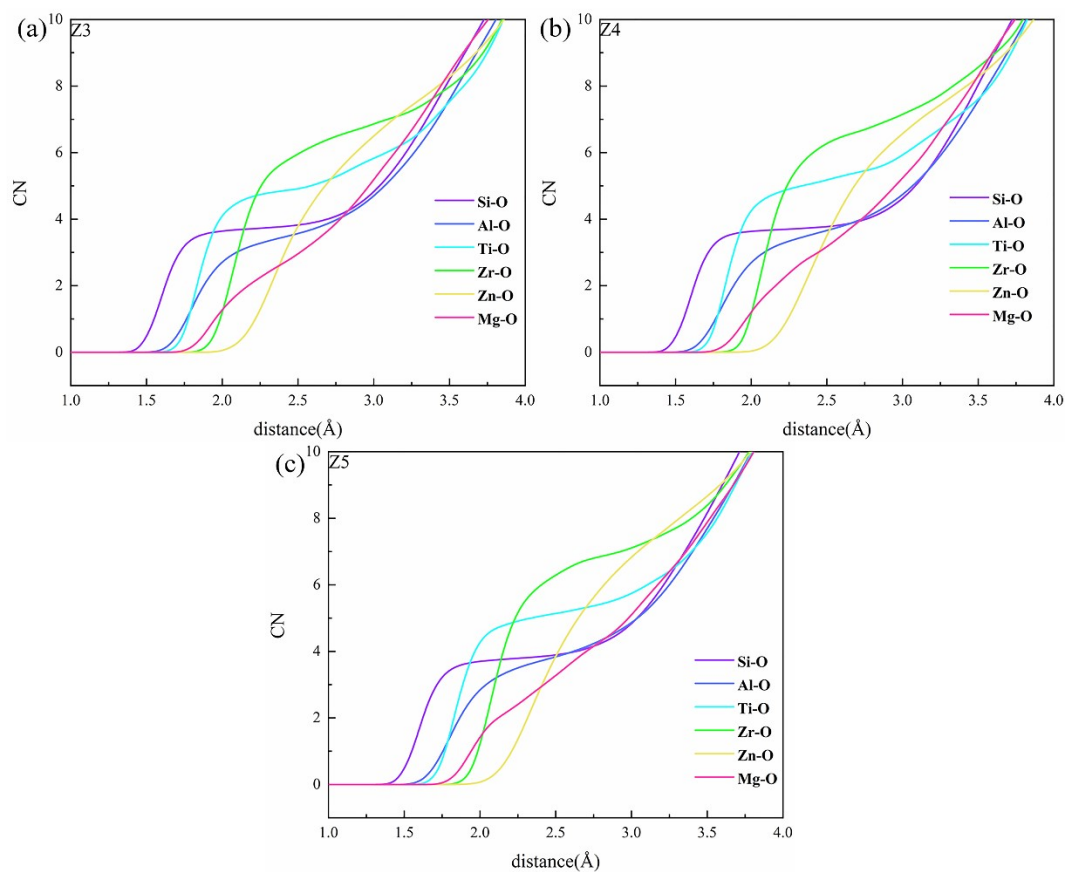 (a)
Z3
10
8
6
4
2
0
CN
Si-O
Al-O
Ti-O
Zr-O
Zn-O
Mg-O
1.0 1.5 2.0 2.5 3.0 3.5 4.0
distance(Å)
(b)
Z4
10
8
6
4
2
0
CN
Si-O
Al-O
Ti-O
Zr-O
Zn-O
Mg-O
1.0 1.5 2.0 2.5 3.0 3.5 4.0
distance(Å)
(c)
Z5
10
8
6
4
2
0
CN
Si-O
Al-O
Ti-O
Zr-O
Zn-O
Mg-O
1.0 1.5 2.0 2.5 3.0 3.5 4.0
distance(Å)